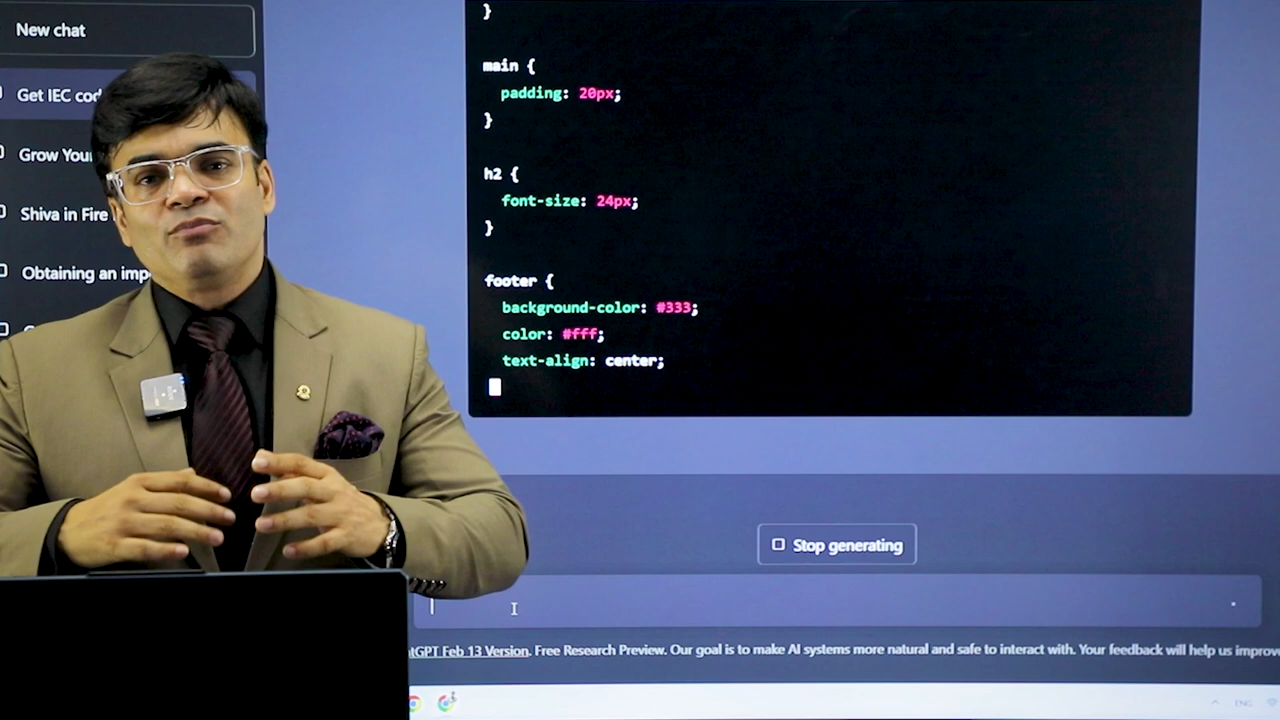 New chat
Get IEC cod
Grow Your
Shiva in Fire
Obtaining an imp
}
main {
padding: 20px;
}
h2 {
font-size: 24px;
}
footer {
background-color: #333;
color: #fff;
text-align: center;
Stop generating
tGPT Feb 13 Version. Free Research Preview. Our goal is to make AI systems more natural and safe to interact with. Your feedback will help us improve
ENG